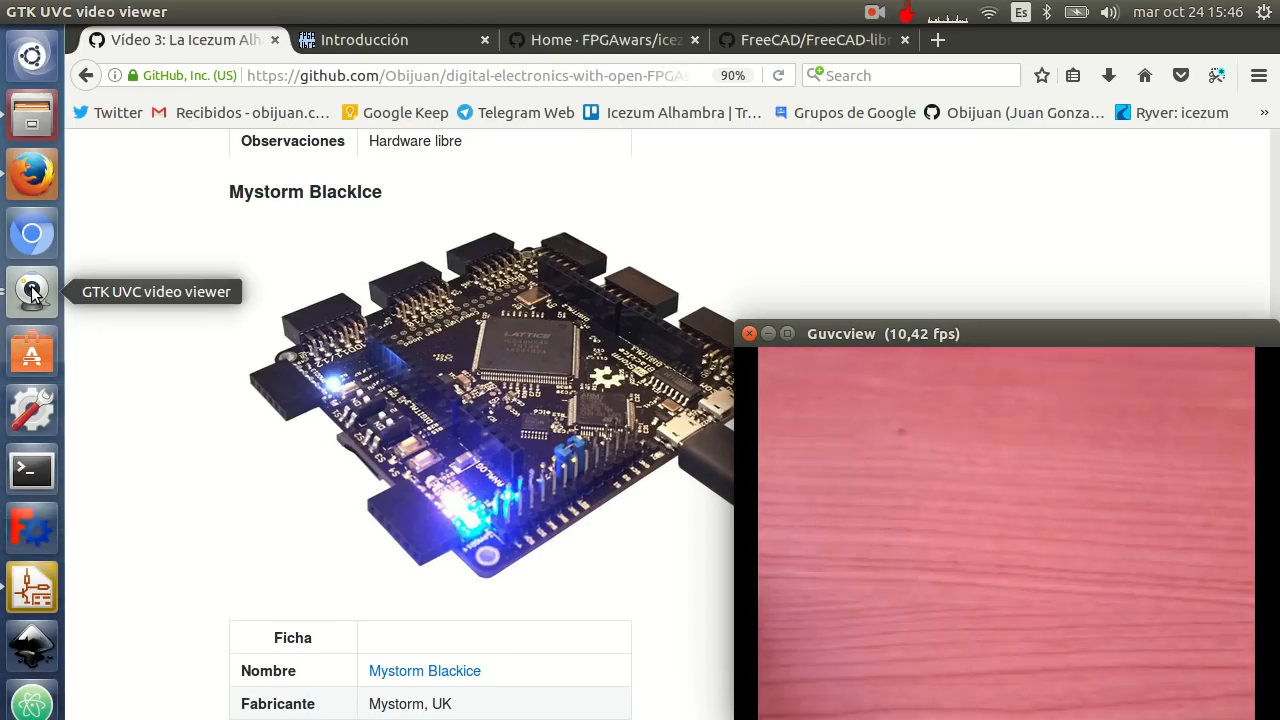 GTK UVC video viewer
Es
mar oct 24 15:46
Vídeo 3: La Icezum Alh
Introducción
Home · FPGAwars/icez
FreeCAD/FreeCAD-libr
GitHub, Inc. (US)
https://github.com/Obijuan/digital-electronics-with-open-FPGAs
90%
Search
Twitter
Recibidos - obijuan.c...
Google Keep
Telegram Web
Icezum Alhambra | Tr...
Grupos de Google
Obijuan (Juan Gonza...
Ryver: icezum
»
Observaciones Hardware libre
Mystorm BlackIce
GTK UVC video viewer
LATTICE
ANALOG
Guvcview (10,42 fps)
Ficha
Nombre Mystorm Blackice
Fabricante Mystorm, UK